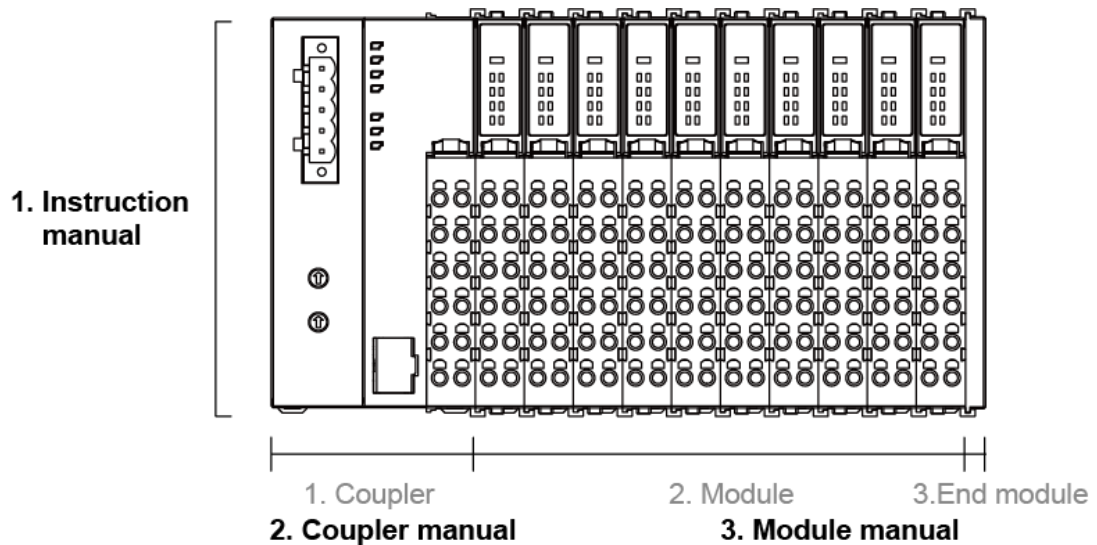 1. Instruction
manual
1. Coupler
2. Module
3.End module
2. Coupler manual
3. Module manual